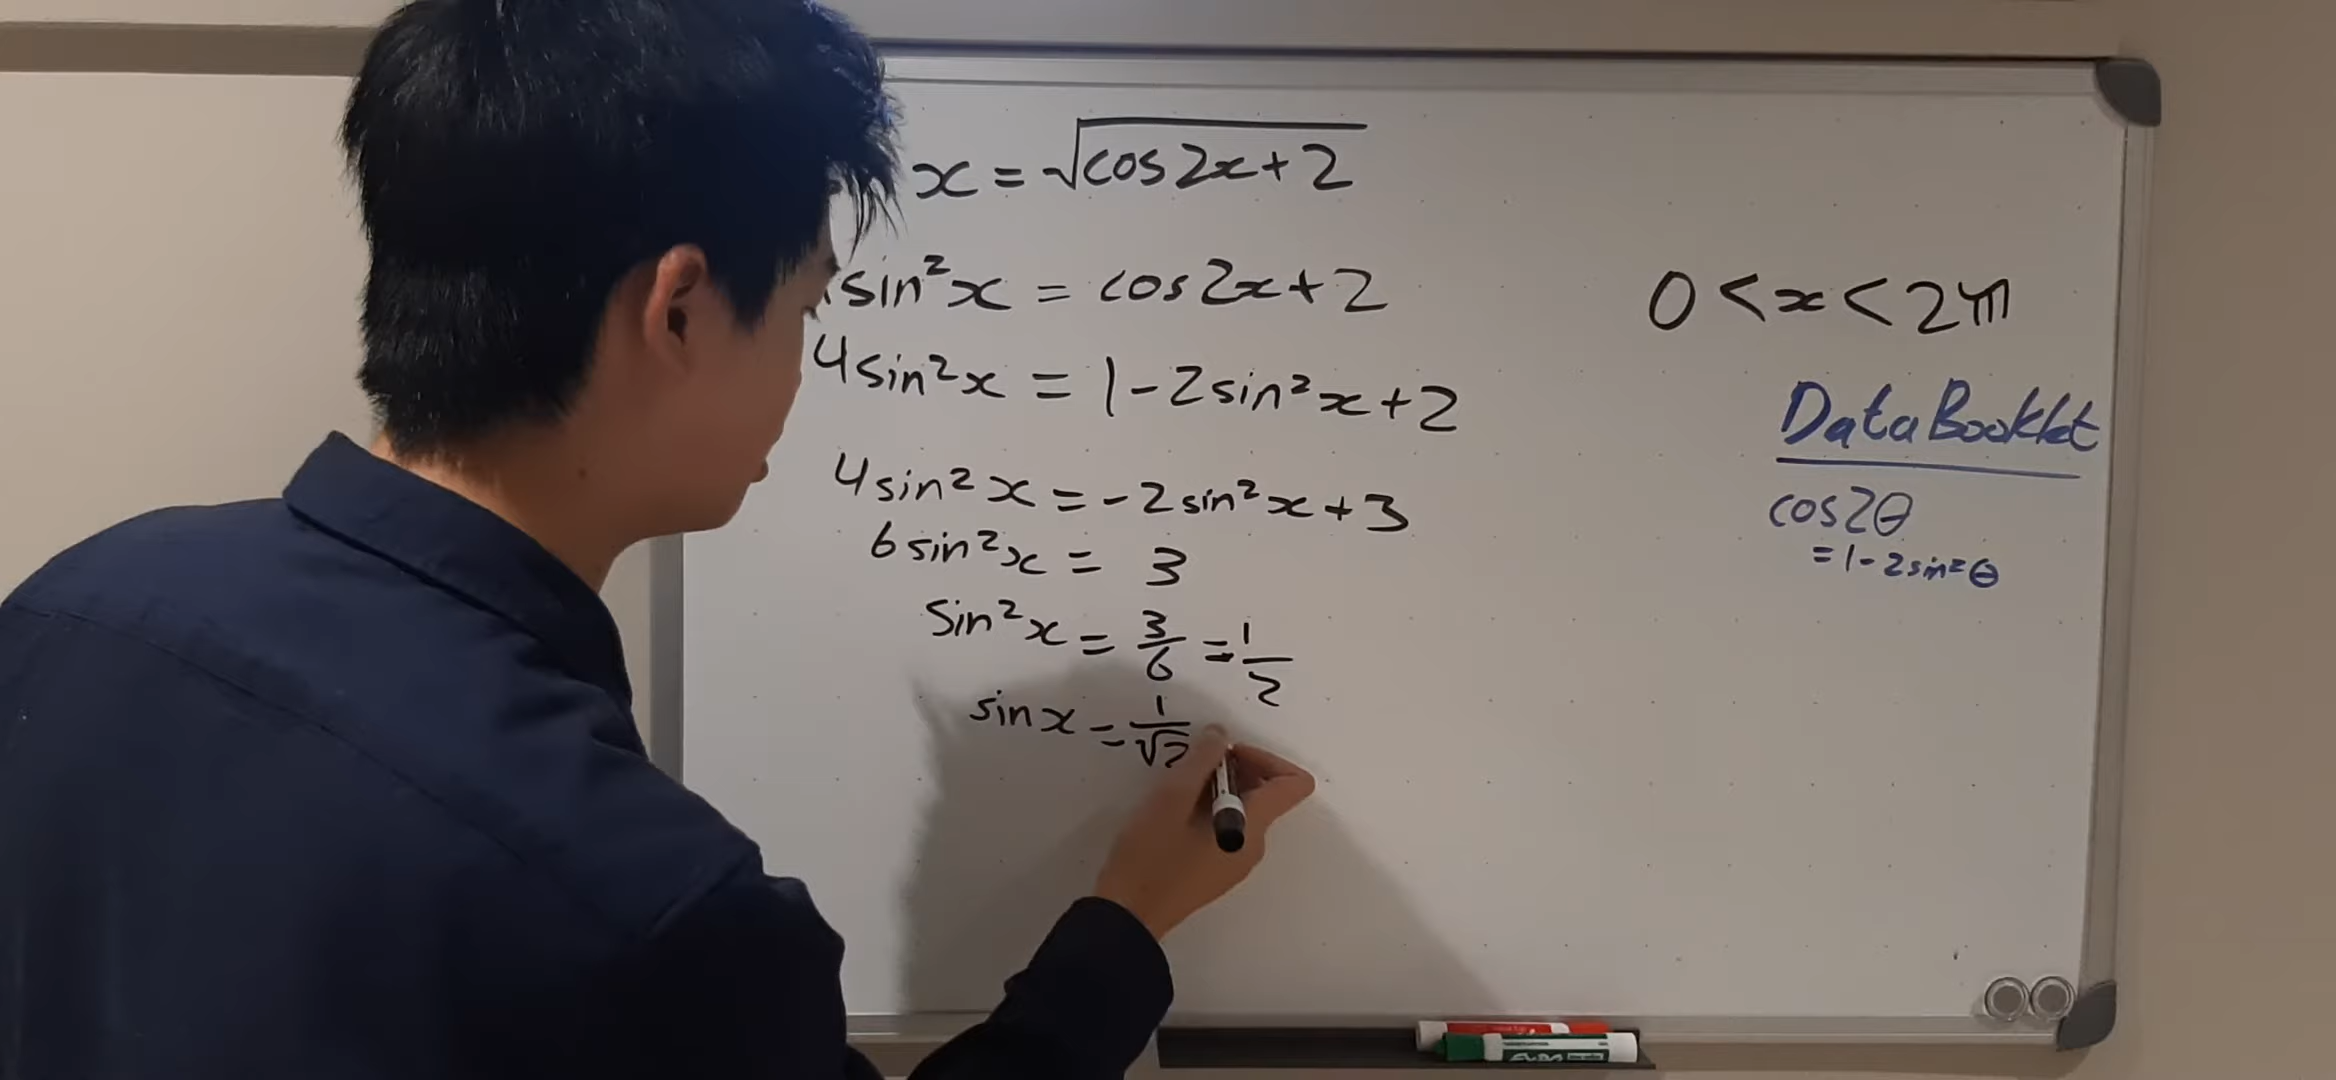 x = √cos2x+2
sin²x = cos2x+2
4sin²x = 1-2sin²x+2
4sin²x = -2sin²x+3
6sin²x = 3
Sin²x = 3/6 = 1/2
sinx = 1/√2
0<x<2π
Data Booklet
cos2θ
=1-2sin²θ
EXPO